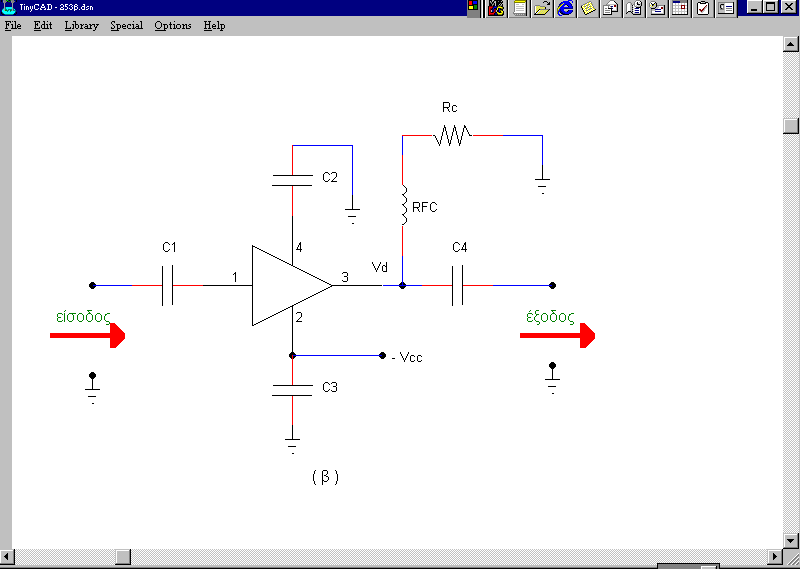 TinyCAD - 253β.dsn
File Edit Library Special Options Help
Rc
C2
RFC
C1
4
C4
1
3
Vd
2
είσοδος
έξοδος
- Vcc
C3
( β )